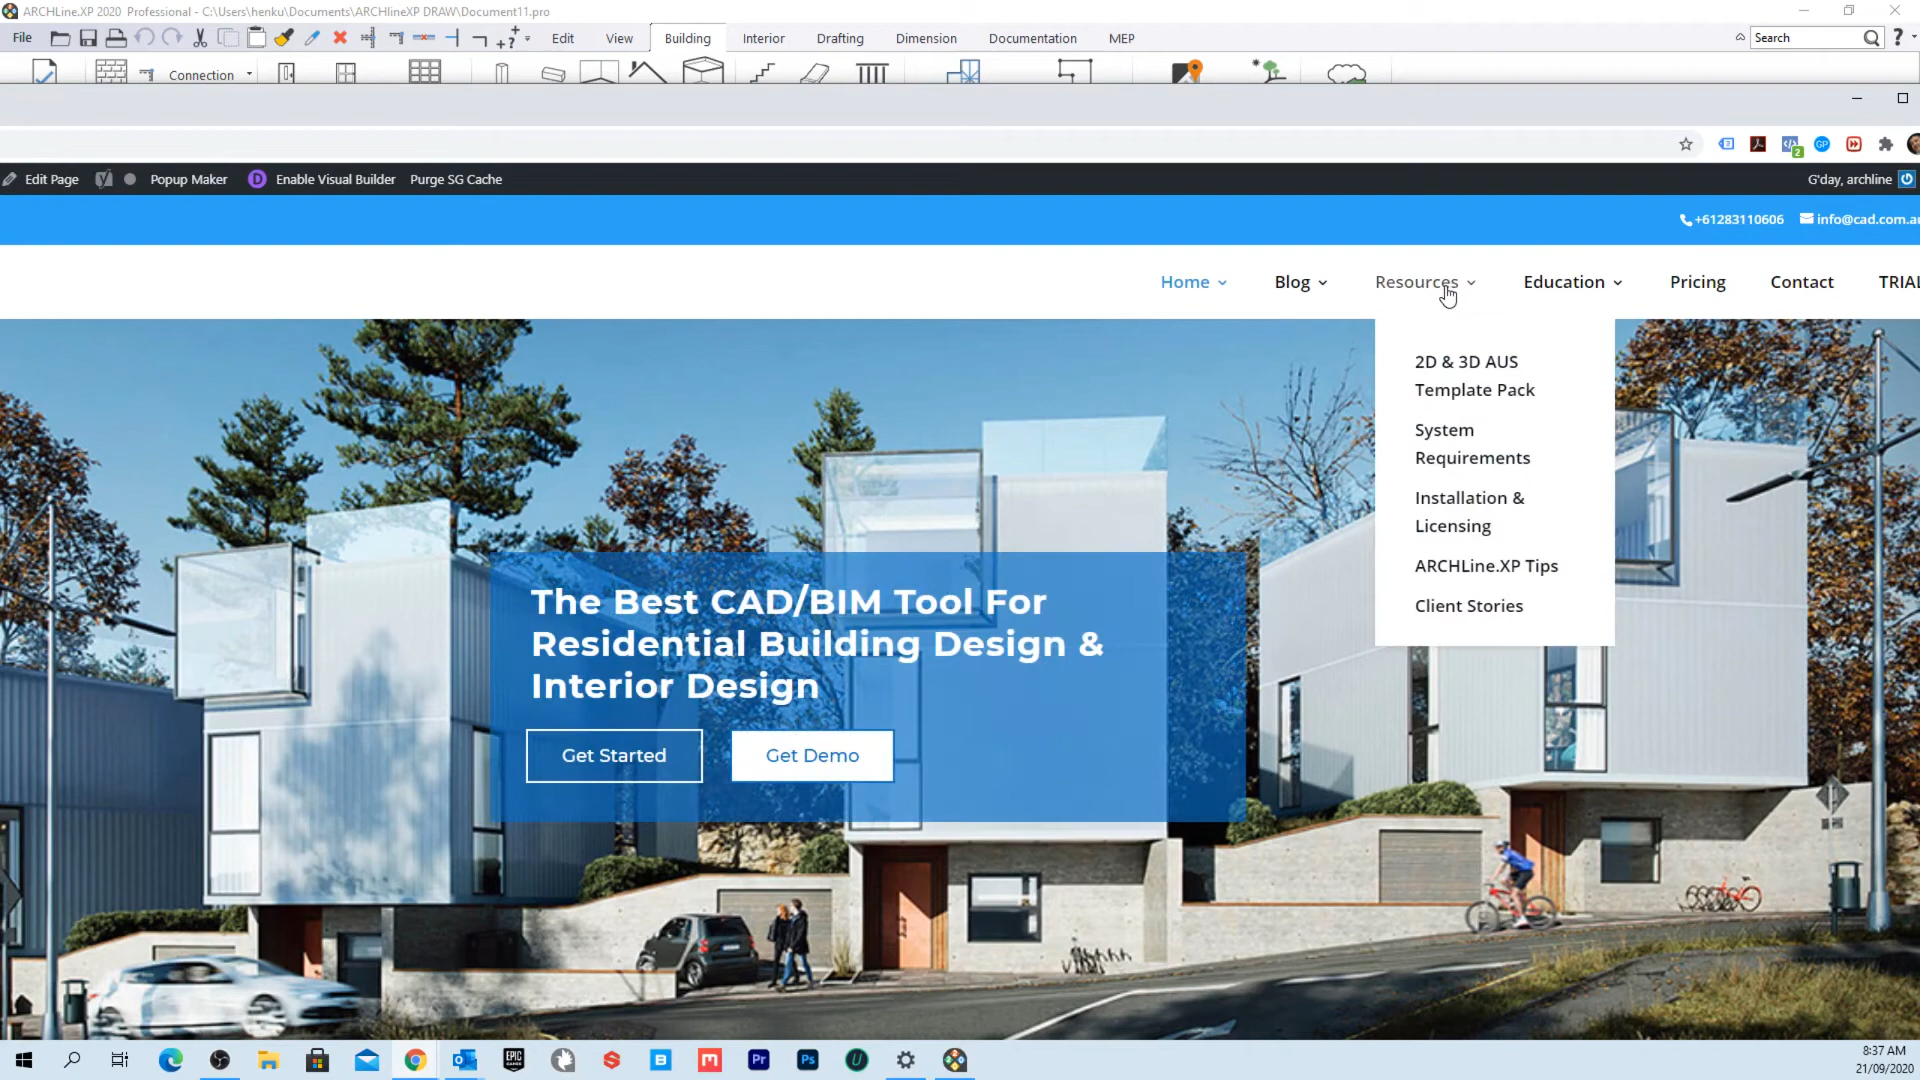 ARCHLine.XP 2020 Professional - C:\Users\henku\Documents\ARCHlineXP DRAW\Document11.pro
File Edit View Building Interior Drafting Dimension Documentation MEP Search ?
Connection
Edit Page Popup Maker Enable Visual Builder Purge SG Cache G'day, archline
+61283110606 info@cad.com.au
Home Blog Resources Education Pricing Contact TRIAL
2D & 3D AUS
Template Pack
System
Requirements
Installation &
Licensing
ARCHLine.XP Tips
Client Stories
The Best CAD/BIM Tool For
Residential Building Design &
Interior Design
Get Started Get Demo
8:37 AM
21/09/2020